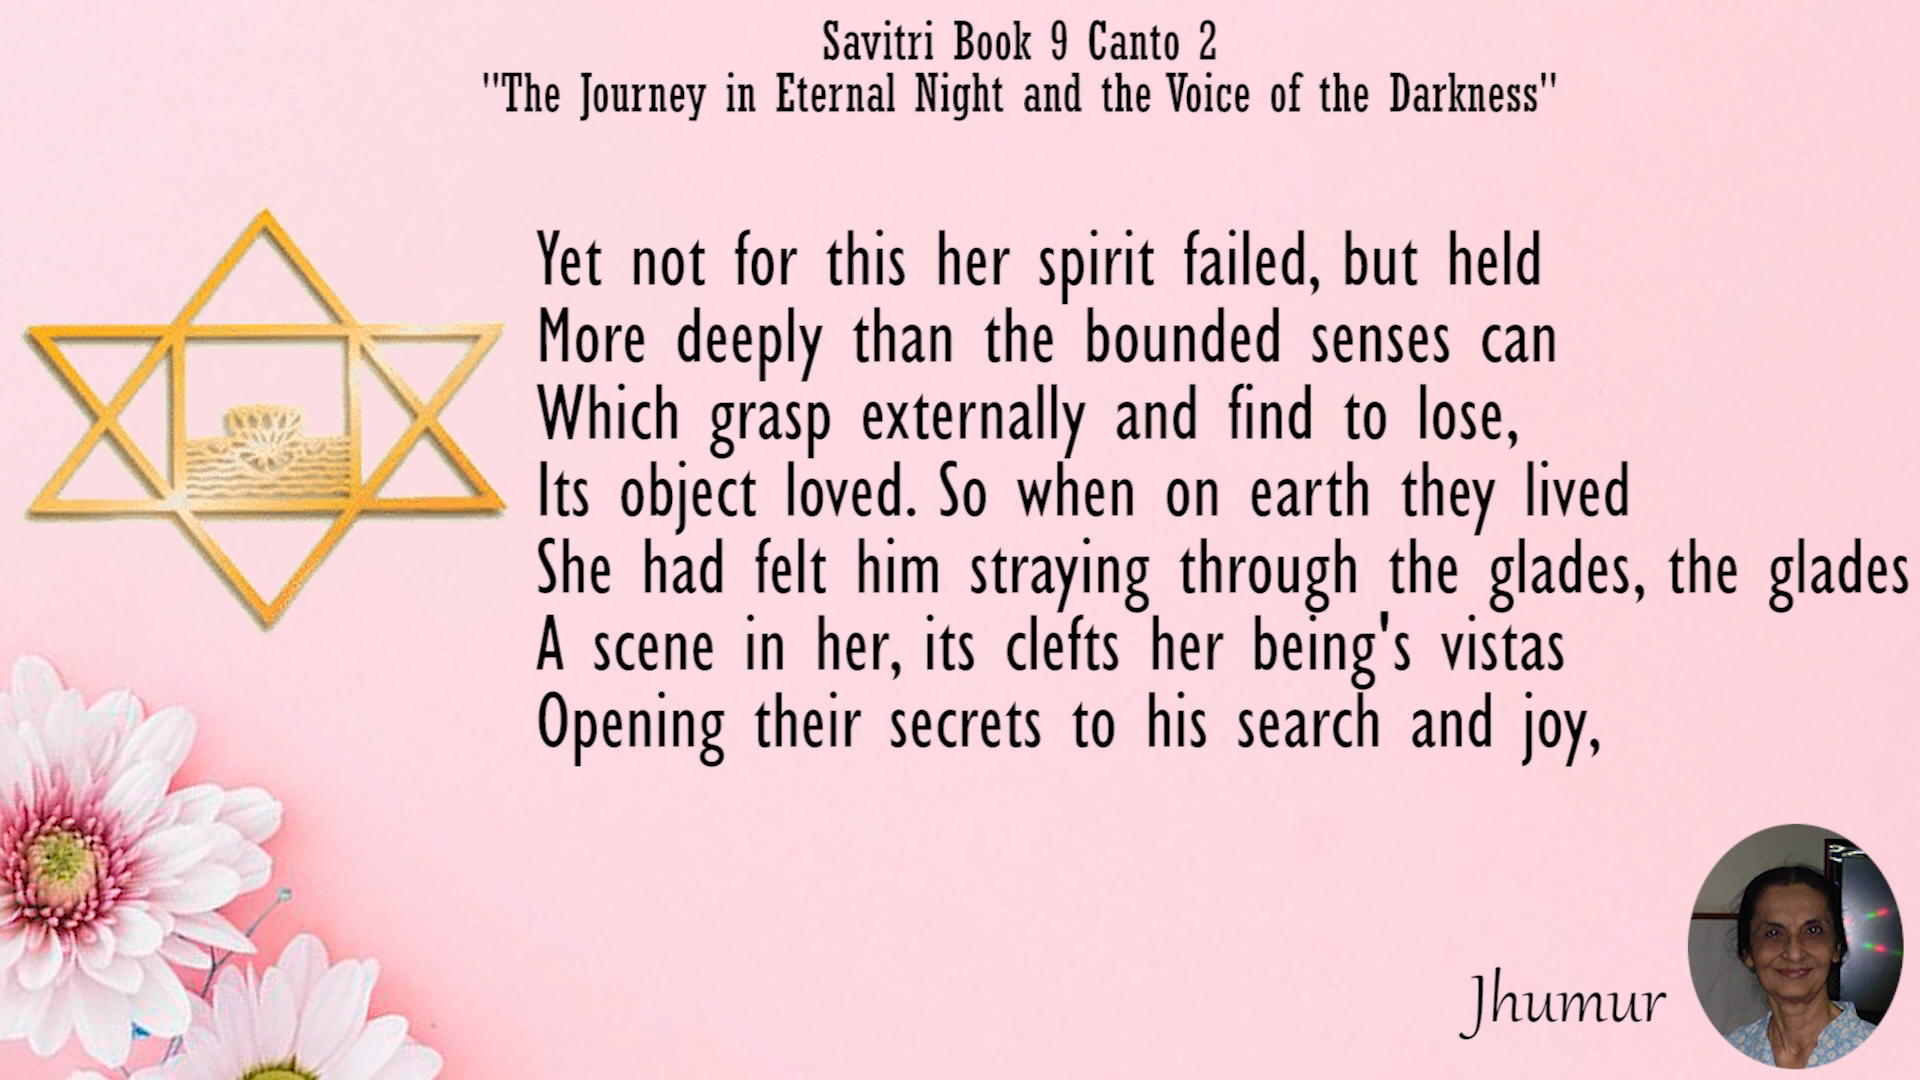 Savitri Book 9 Canto 2
"The Journey in Eternal Night and the Voice of the Darkness"
Yet not for this her spirit failed, but held
More deeply than the bounded senses can
Which grasp externally and find to lose,
Its object loved. So when on earth they lived
She had felt him straying through the glades, the glades
A scene in her, its clefts her being's vistas
Opening their secrets to his search and joy,
Jhumur